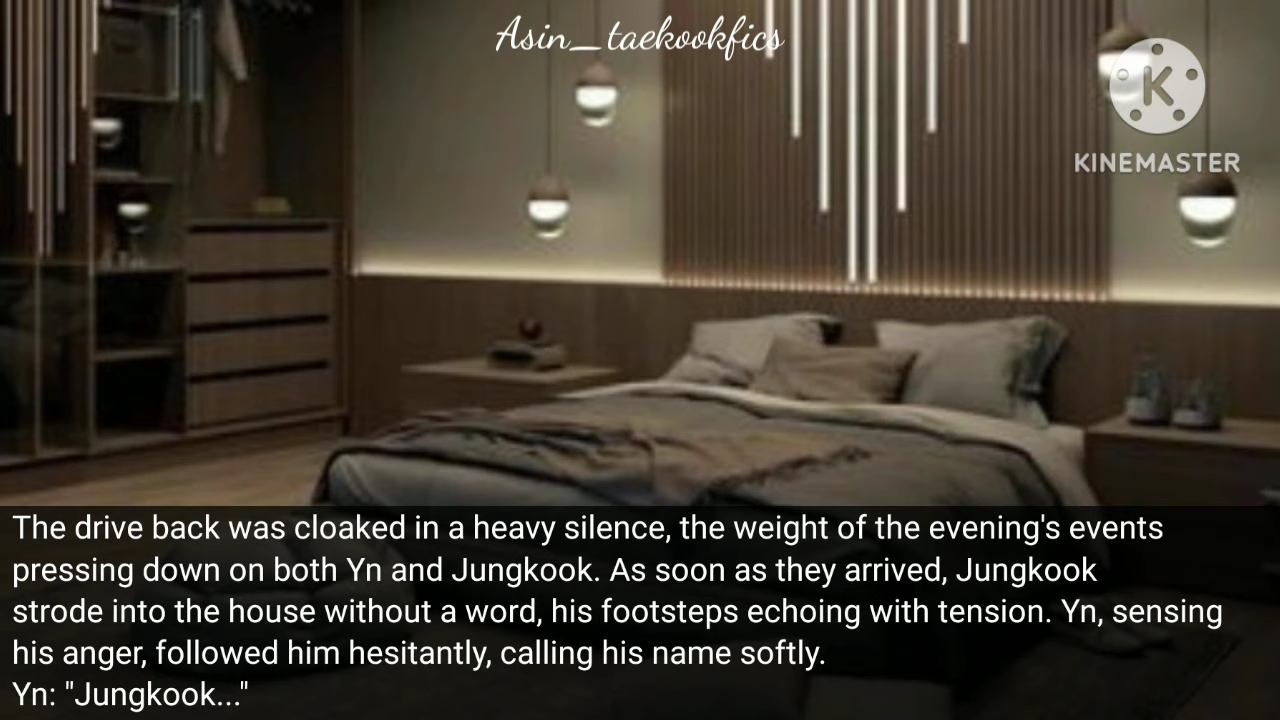 Asin_taekookfics
K
KINEMASTER
The drive back was cloaked in a heavy silence, the weight of the evening's events
pressing down on both Yn and Jungkook. As soon as they arrived, Jungkook
strode into the house without a word, his footsteps echoing with tension. Yn, sensing
his anger, followed him hesitantly, calling his name softly.
Yn: "Jungkook..."